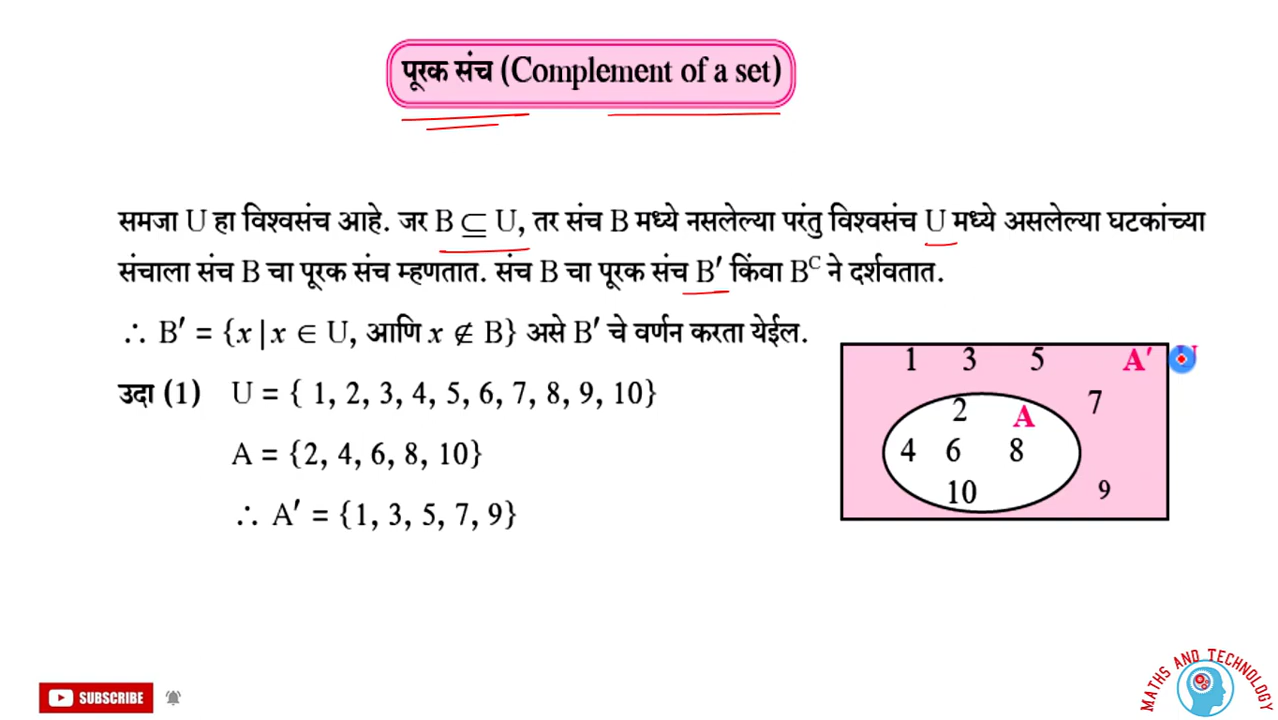 पूरक संच (Complement of a set)
समजा U हा विश्वसंच आहे. जर B ⊆ U, तर संच B मध्ये नसलेल्या परंतु विश्वसंच U मध्ये असलेल्या घटकांच्या
संचाला संच B चा पूरक संच म्हणतात. संच B चा पूरक संच B′ किंवा Bᶜ ने दर्शवतात.
∴ B′ = {x | x ∈ U, आणि x ∉ B} असे B′ चे वर्णन करता येईल.
उदा (1) U = { 1, 2, 3, 4, 5, 6, 7, 8, 9, 10}
A = {2, 4, 6, 8, 10}
∴ A′ = {1, 3, 5, 7, 9}
1 3 5 A′ U
2 A 7
4 6 8
10 9
SUBSCRIBE
MATHS AND TECHNOLOGY